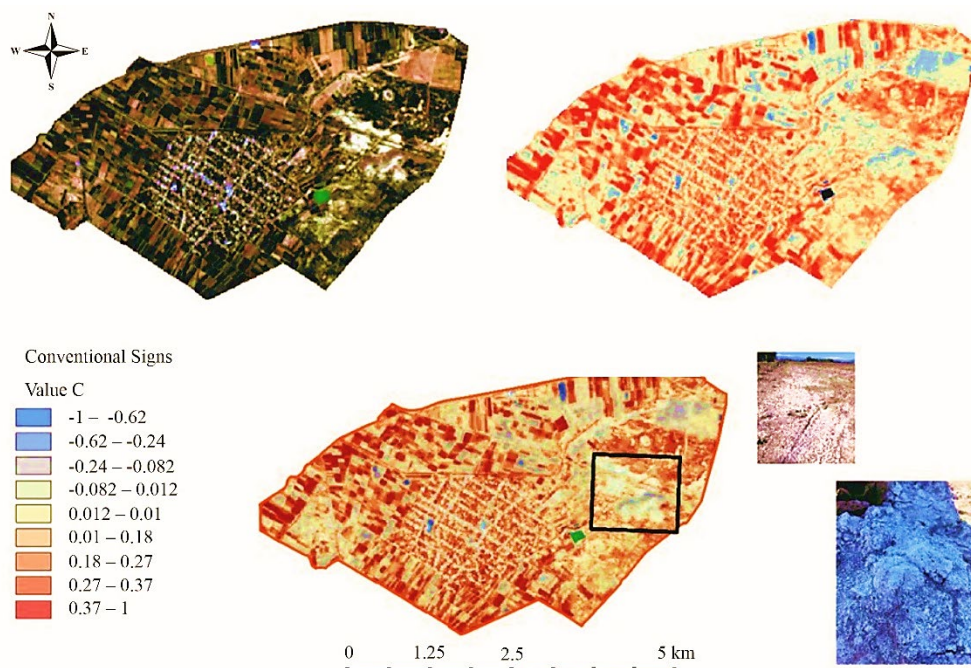 N
W E
S
Conventional Signs
Value C
-1 – -0.62
-0.62 – -0.24
-0.24 – -0.082
-0.082 – 0.012
0.012 – 0.01
0.01 – 0.18
0.18 – 0.27
0.27 – 0.37
0.37 – 1
0 1.25 2.5 5 km